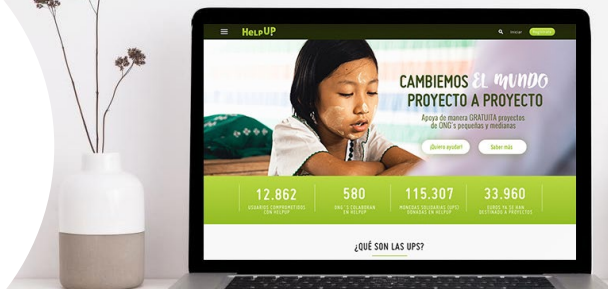 HELPUP
Iniciar
CAMBIEMOS EL MUNDO
PROYECTO A PROYECTO
Apoya de manera GRATUITA proyectos
de ONG's pequeñas y medianas
¡Quiero ayudar!
Saber más
12.862
580
115.307
33.960
USUARIOS COMPROMETIDOS
CON HELPUP
ONG'S COLABORAN
EN HELPUP
MONEDAS SOLIDARIAS (UPS)
DONADAS EN HELPUP
EUROS YA SE HAN
DESTINADO A PROYECTOS
¿QUÉ SON LAS UPS?